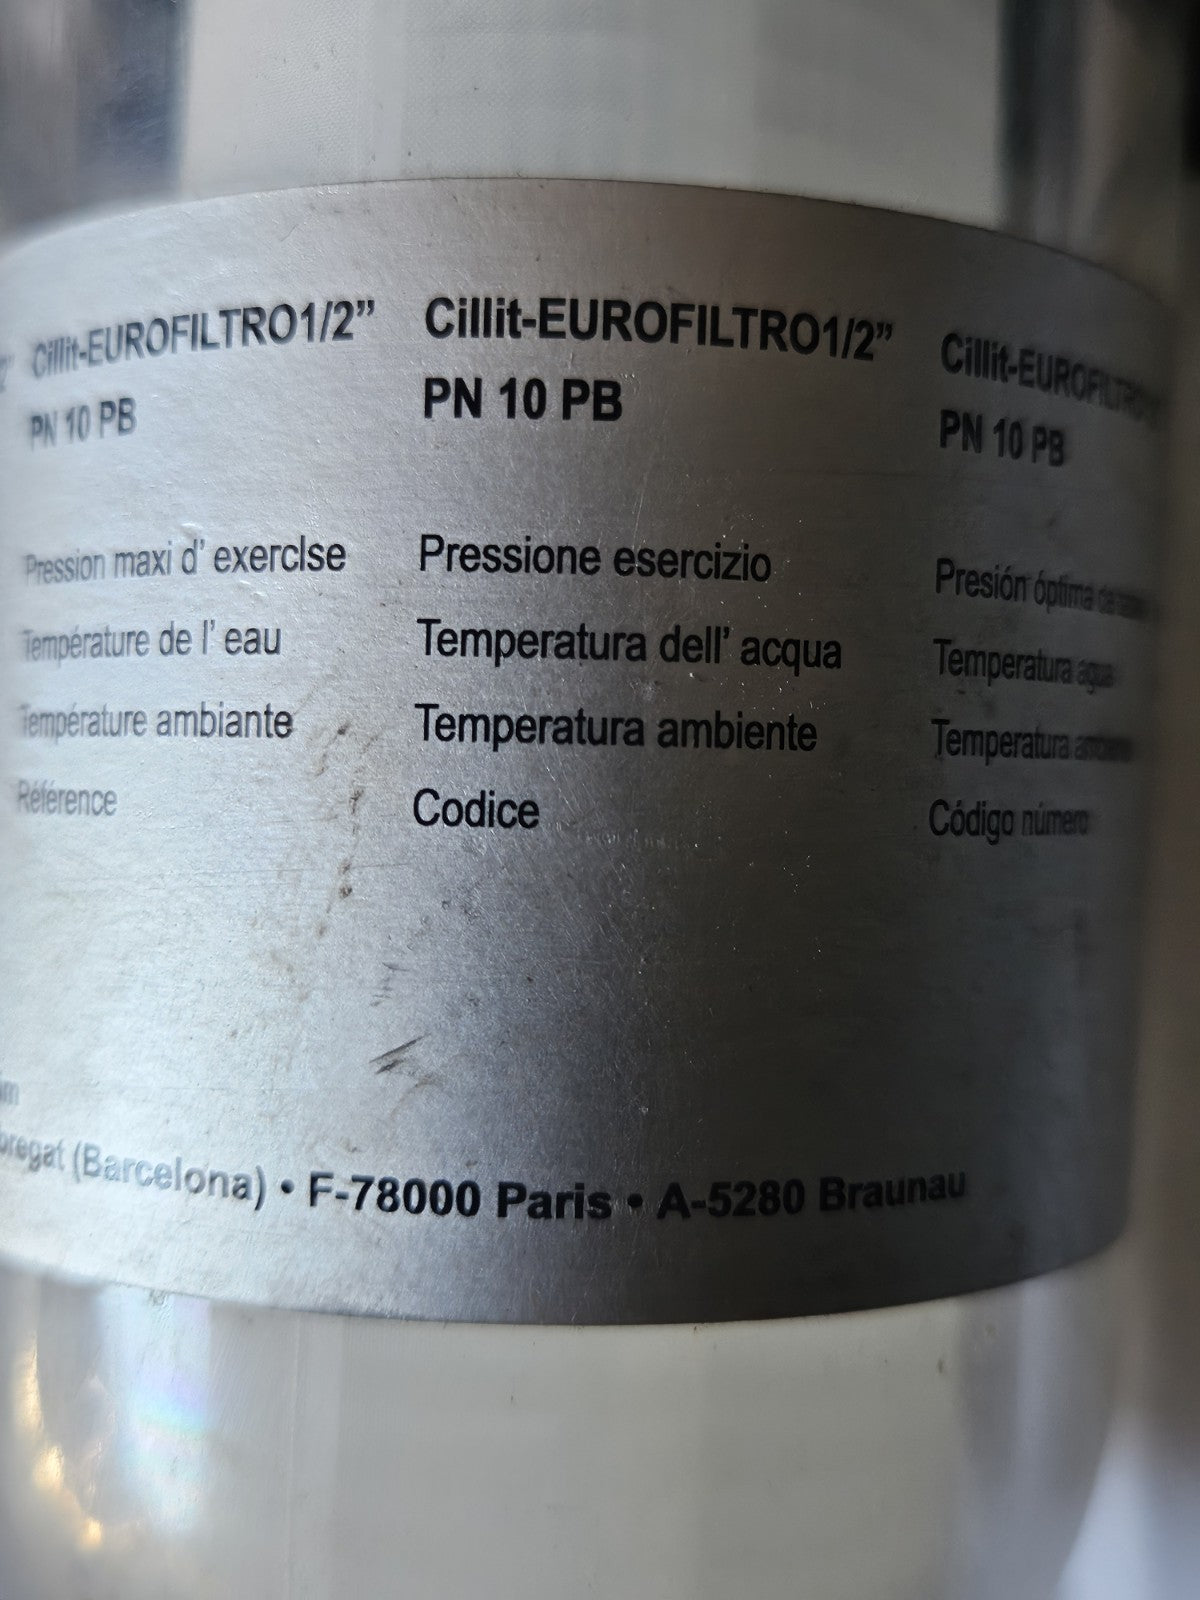 Cillit-EUROFILTRO1/2”
PN 10 PB
Pression maxi d’ exercIse
Température de l’ eau
Température ambiante
Référence
Cillit-EUROFILTRO1/2”
PN 10 PB
Pressione esercizio
Temperatura dell’ acqua
Temperatura ambiente
Codice
Cillit-EUROFILTRO
PN 10 PB
Presión óptima de
Temperatura agua
Temperatura ambiente
Código número
(Barcelona) • F-78000 Paris • A-5280 Braunau